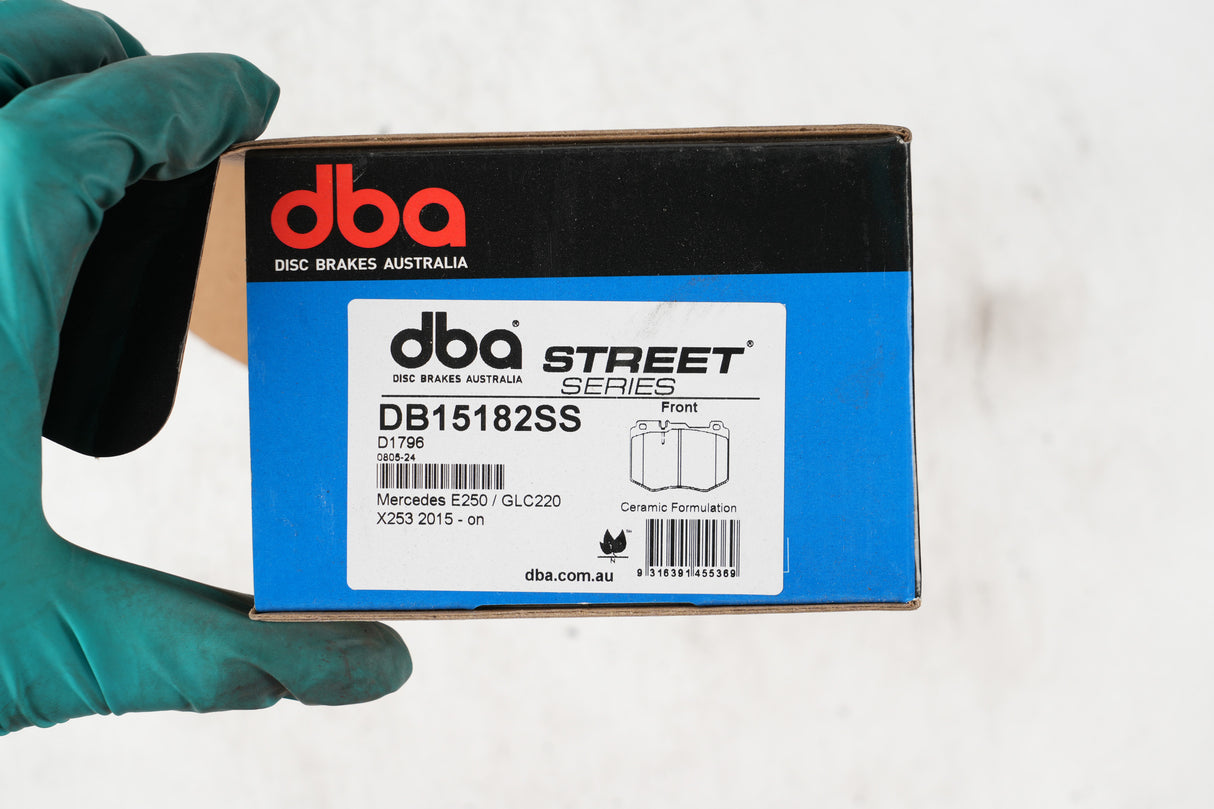 dba
DISC BRAKES AUSTRALIA
dba®
DISC BRAKES AUSTRALIA
STREET®
SERIES
DB15182SS
Front
D1796
0805-24
Mercedes E250 / GLC220
X253 2015 - on
Ceramic Formulation
N
dba.com.au
9 316391 455369